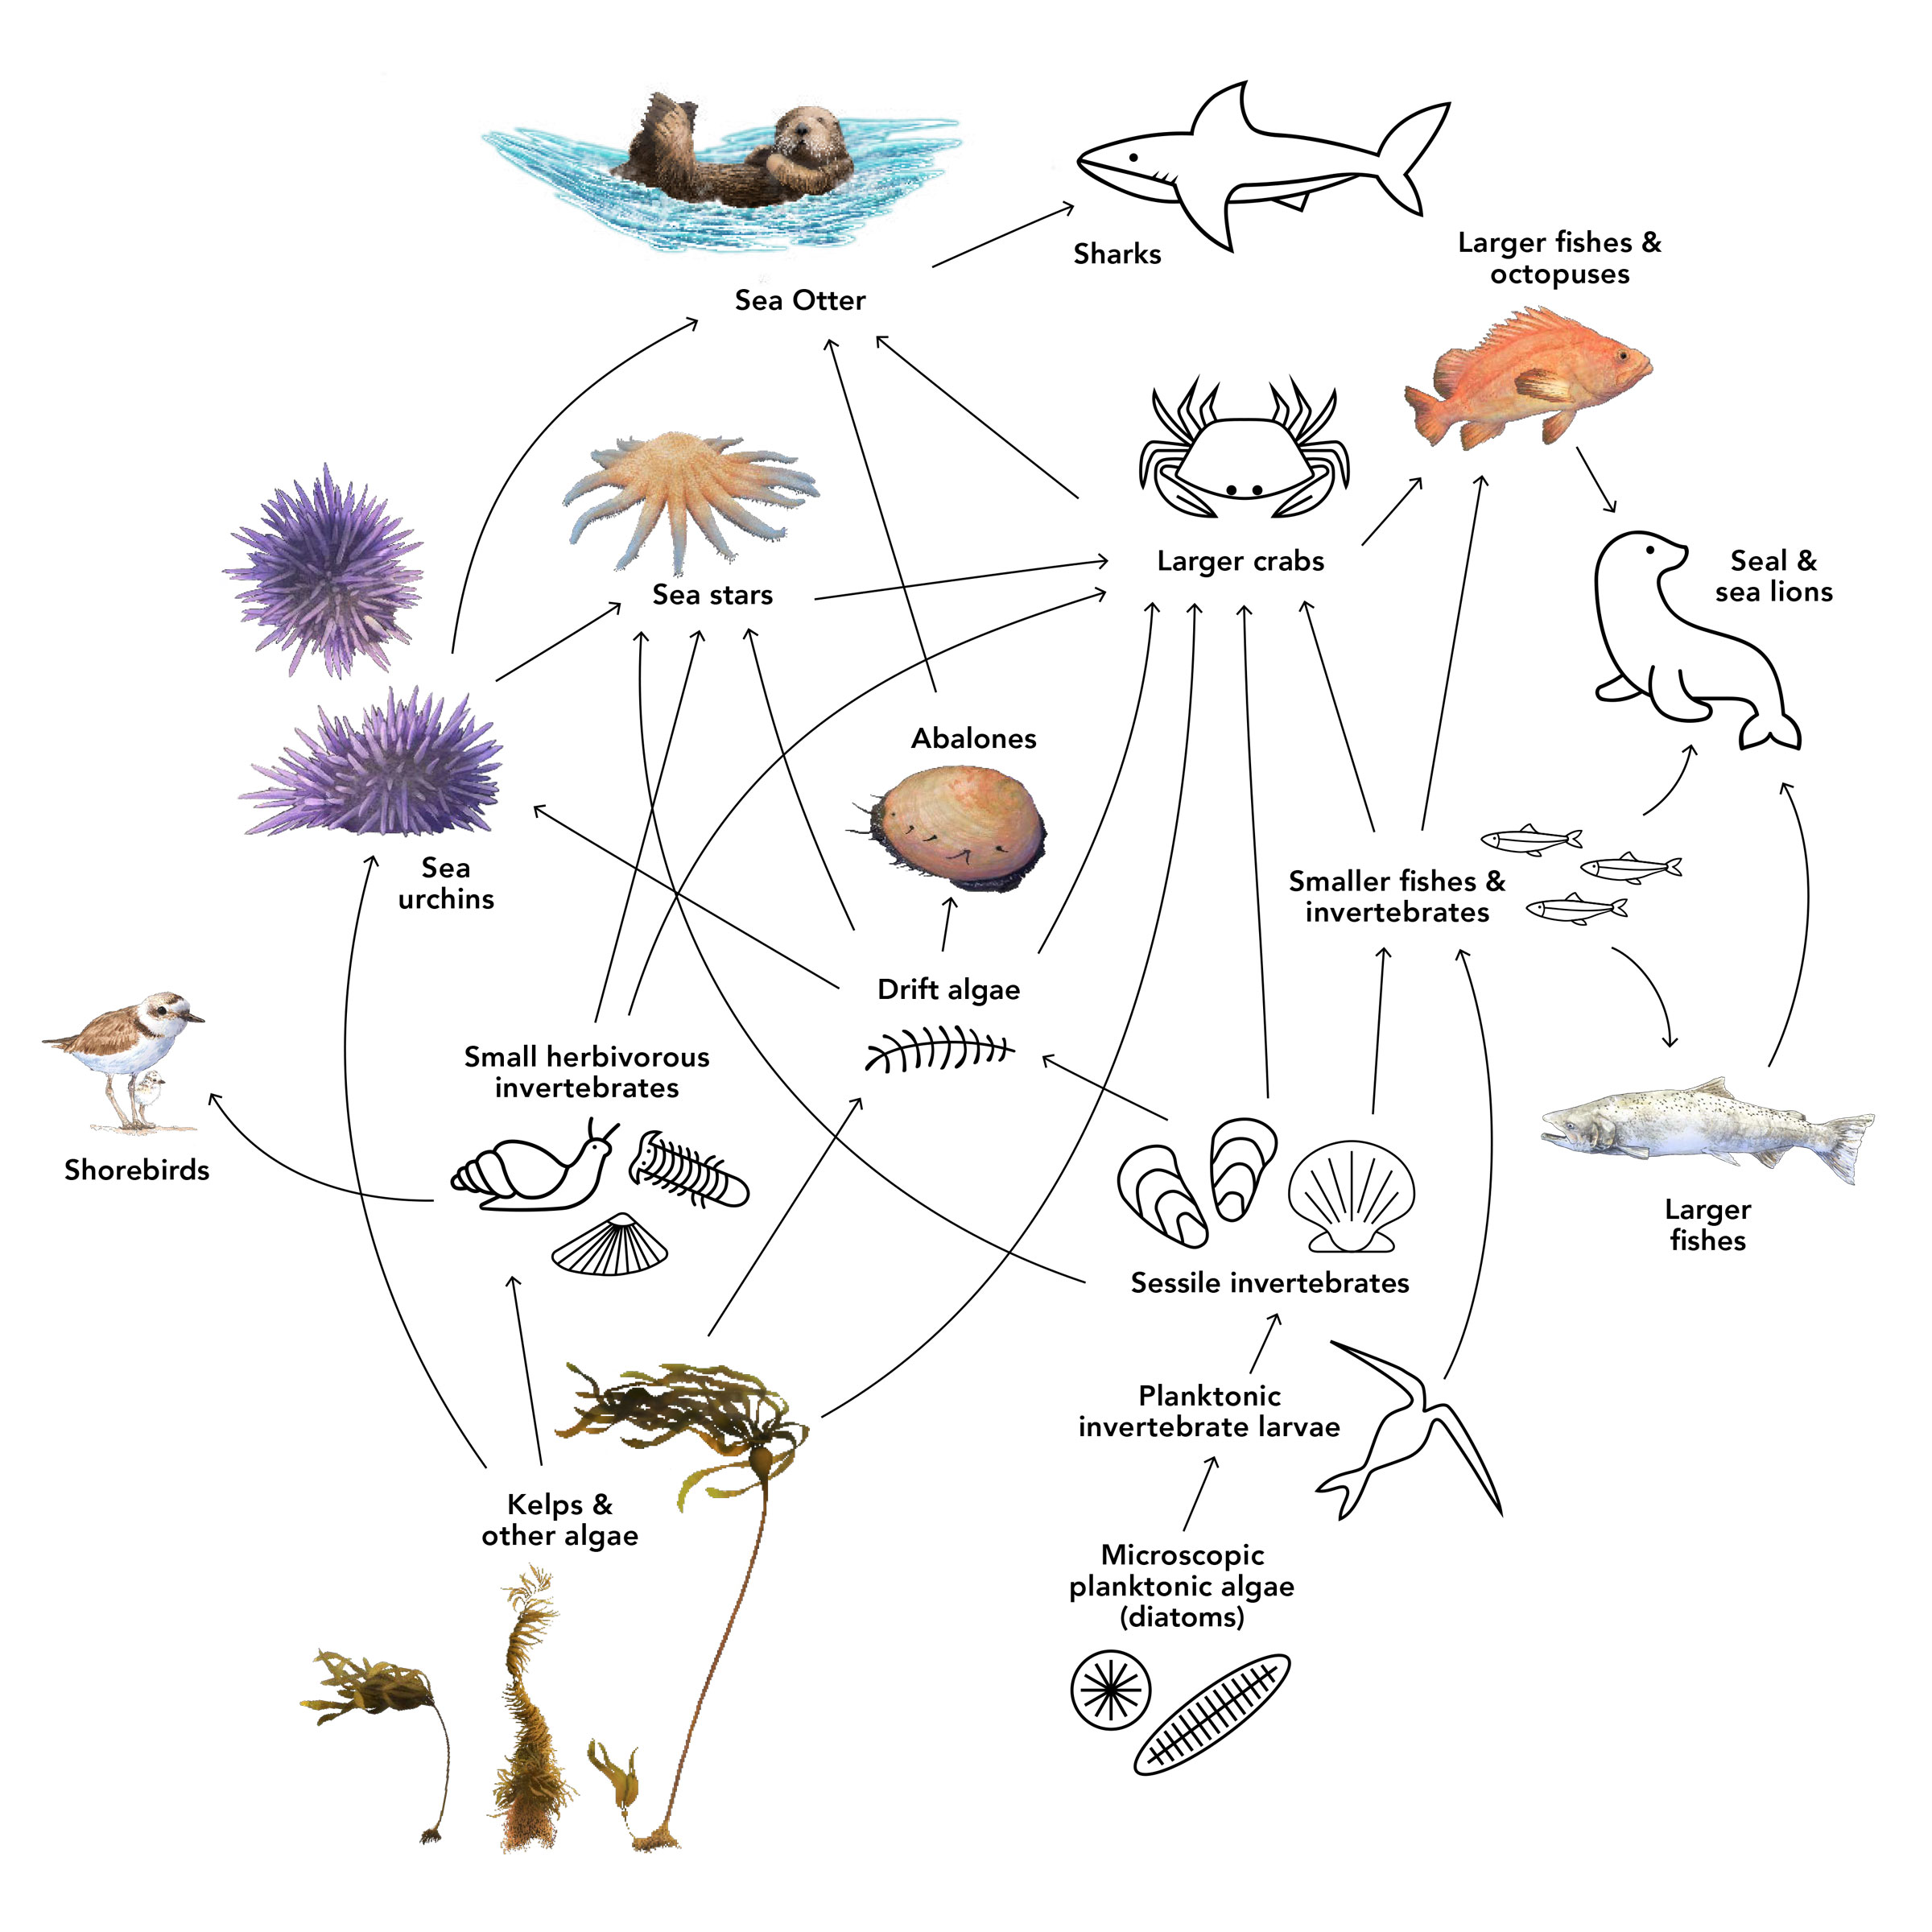 Sharks
Larger fishes &
octopuses
Sea Otter
Larger crabs
Seal &
sea lions
Sea stars
Abalones
Sea
urchins
Smaller fishes &
invertebrates
Drift algae
Small herbivorous
invertebrates
Shorebirds
Larger
fishes
Sessile invertebrates
Planktonic
invertebrate larvae
Kelps &
other algae
Microscopic
planktonic algae
(diatoms)